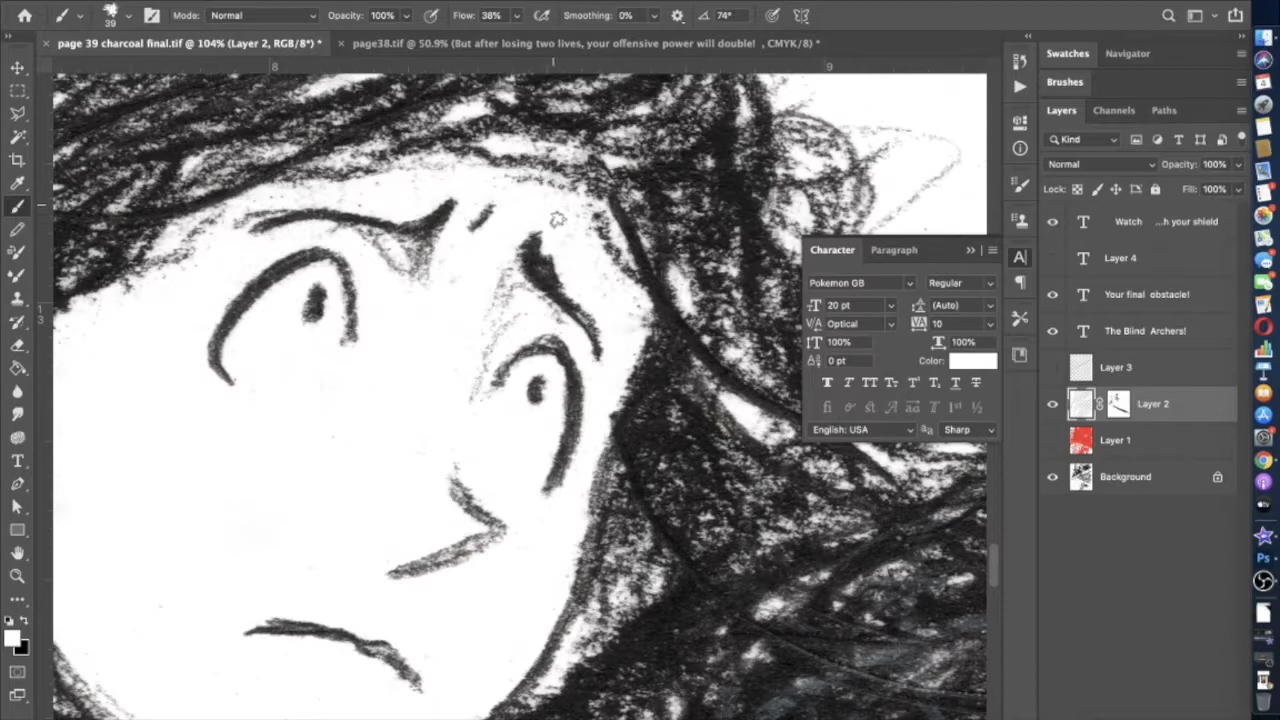 39
Mode: Normal Opacity: 100% Flow: 38% Smoothing: 0% 74°
page 39 charcoal final.tif @ 104% (Layer 2, RGB/8*) *
page38.tif @ 50.9% (But after losing two lives, your offensive power will double! , CMYK/8) *
8
9
1
3
Swatches Navigator
Brushes
Layers Channels Paths
Kind
Normal Opacity: 100%
Lock: Fill: 100%
Watch ...h your shield
Layer 4
Your final obstacle!
The Blind Archers!
Layer 3
Layer 2
Layer 1
Background
Character Paragraph
Pokemon GB Regular
20 pt (Auto)
Optical 10
100% 100%
0 pt Color:
English: USA Sharp